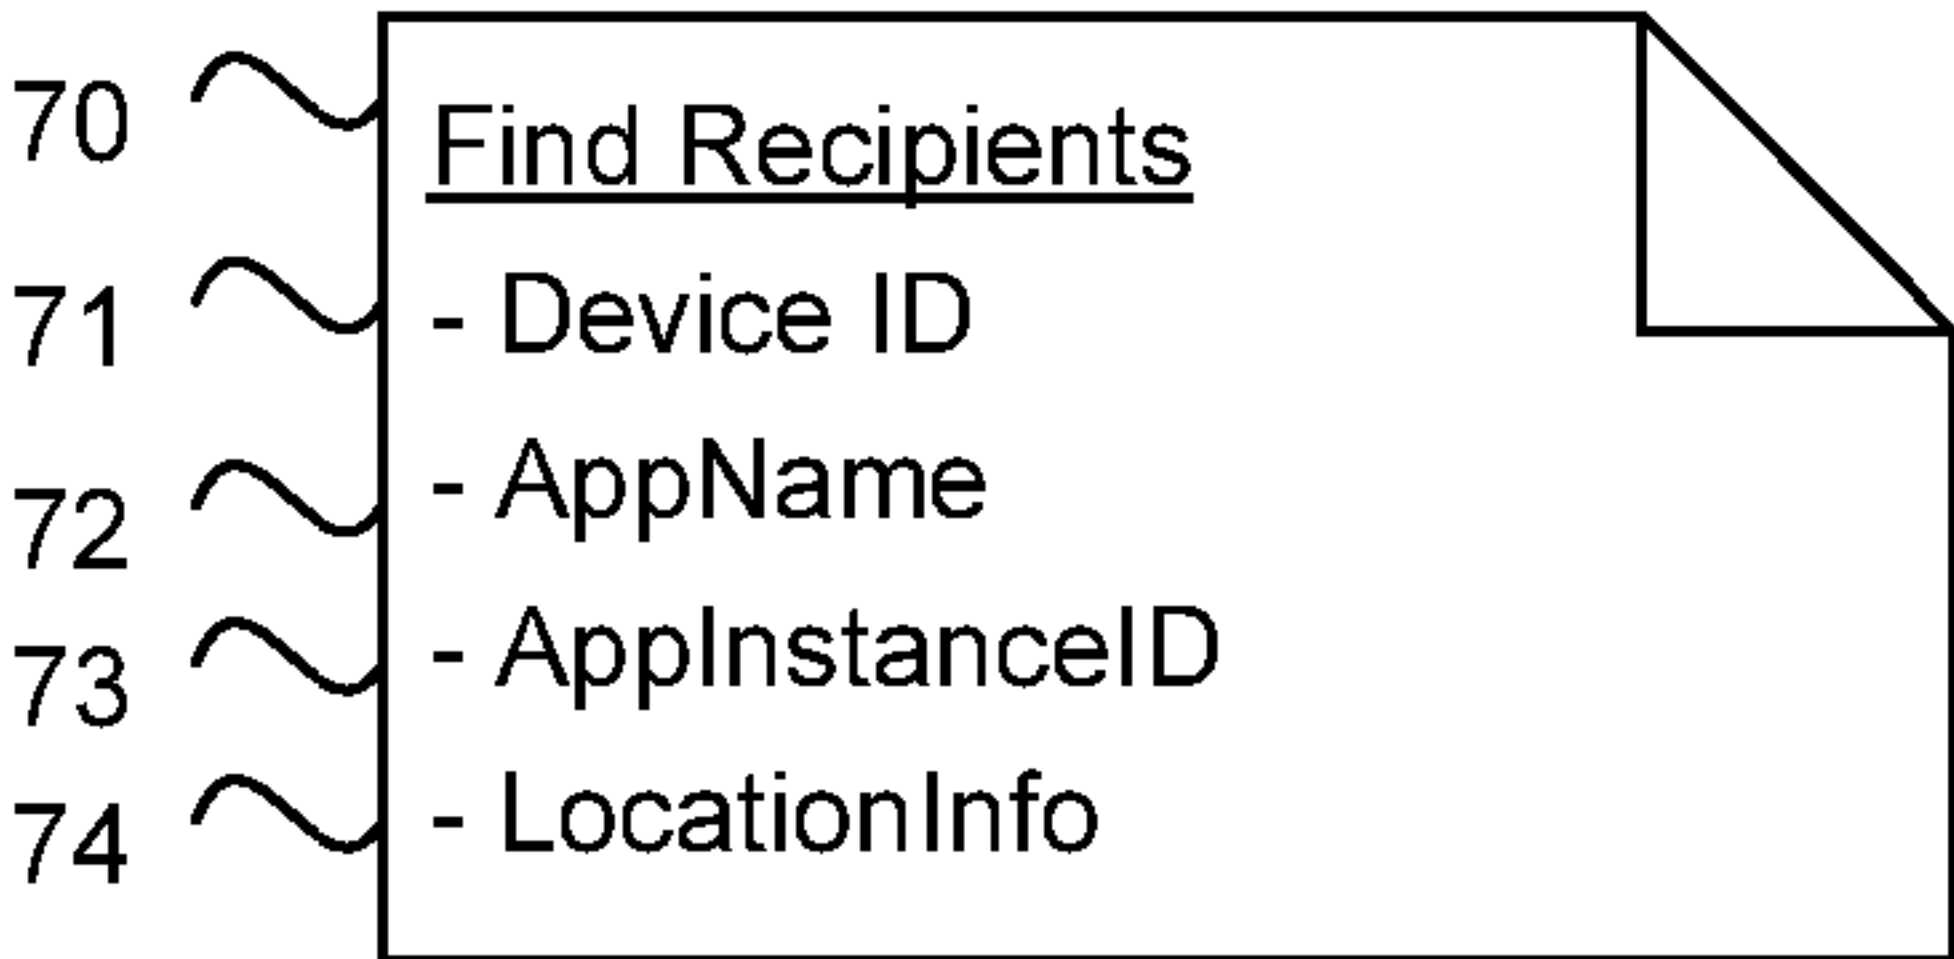 70 Find Recipients
71 - Device ID
72 - AppName
73 - AppInstanceID
74 - LocationInfo